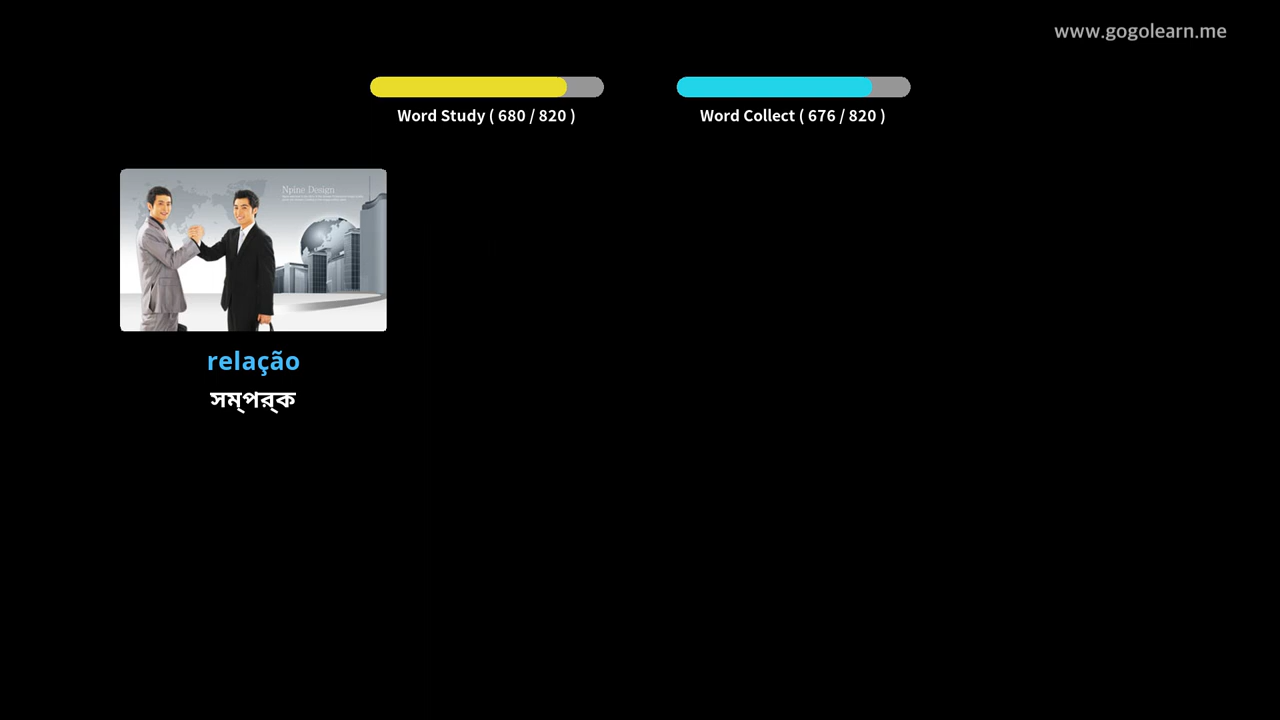 www.gogolearn.me
Word Study ( 680 / 820 )
Word Collect ( 676 / 820 )
Npine Design
relação
সম্পর্ক